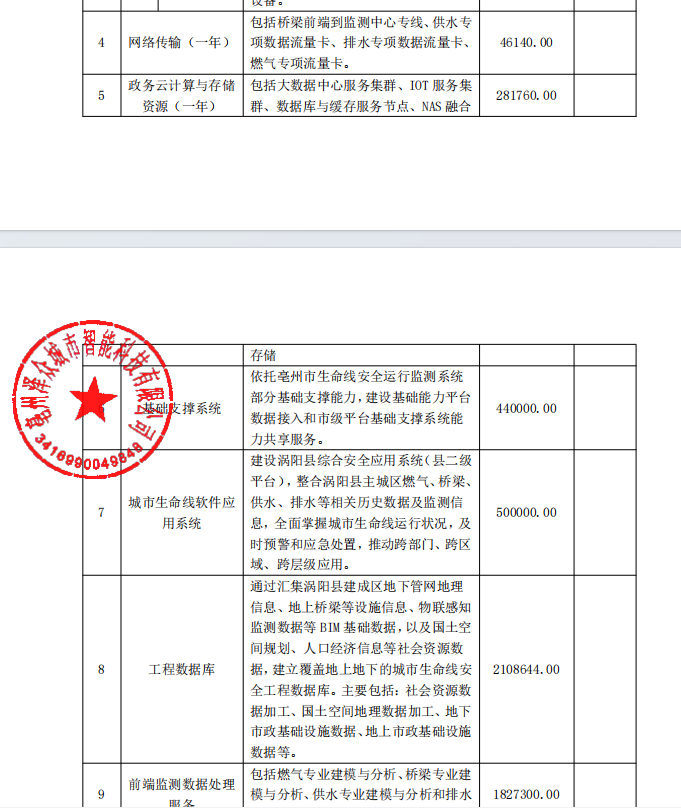 设备。
4 网络传输（一年） 包括桥梁前端到监测中心专线、供水专 46140.00
项数据流量卡、排水专项数据流量卡、
燃气专项流量卡。
5 政务云计算与存储 包括大数据中心服务集群、IOT 服务集 281760.00
资源（一年） 群、数据库与缓存服务节点、NAS 融合
存储
亳州泽众城市智能科技有限公司
3416990049848
6 基础支撑系统 依托亳州市生命线安全运行监测系统 440000.00
部分基础支撑能力，建设基础能力平台
数据接入和市级平台基础支撑系统能
力共享服务。
7 城市生命线软件应 建设涡阳县综合安全应用系统（县二级 500000.00
用系统 平台），整合涡阳县主城区燃气、桥梁、
供水、排水等相关历史数据及监测信
息，全面掌握城市生命线运行状况，及
时预警和应急处置，推动跨部门、跨区
域、跨层级应用。
8 工程数据库 通过汇集涡阳县建成区地下管网地理 2108644.00
信息、地上桥梁等设施信息、物联感知
监测数据等 BIM 基础数据，以及国土空
间规划、人口经济信息等社会资源数
据，建立覆盖地上地下的城市生命线安
全工程数据库。主要包括：社会资源数
据加工、国土空间地理数据加工、地下
市政基础设施数据、地上市政基础设施
数据等。
9 前端监测数据处理 包括燃气专业建模与分析、桥梁专业建 1827300.00
服务 模与分析、供水专业建模与分析和排水